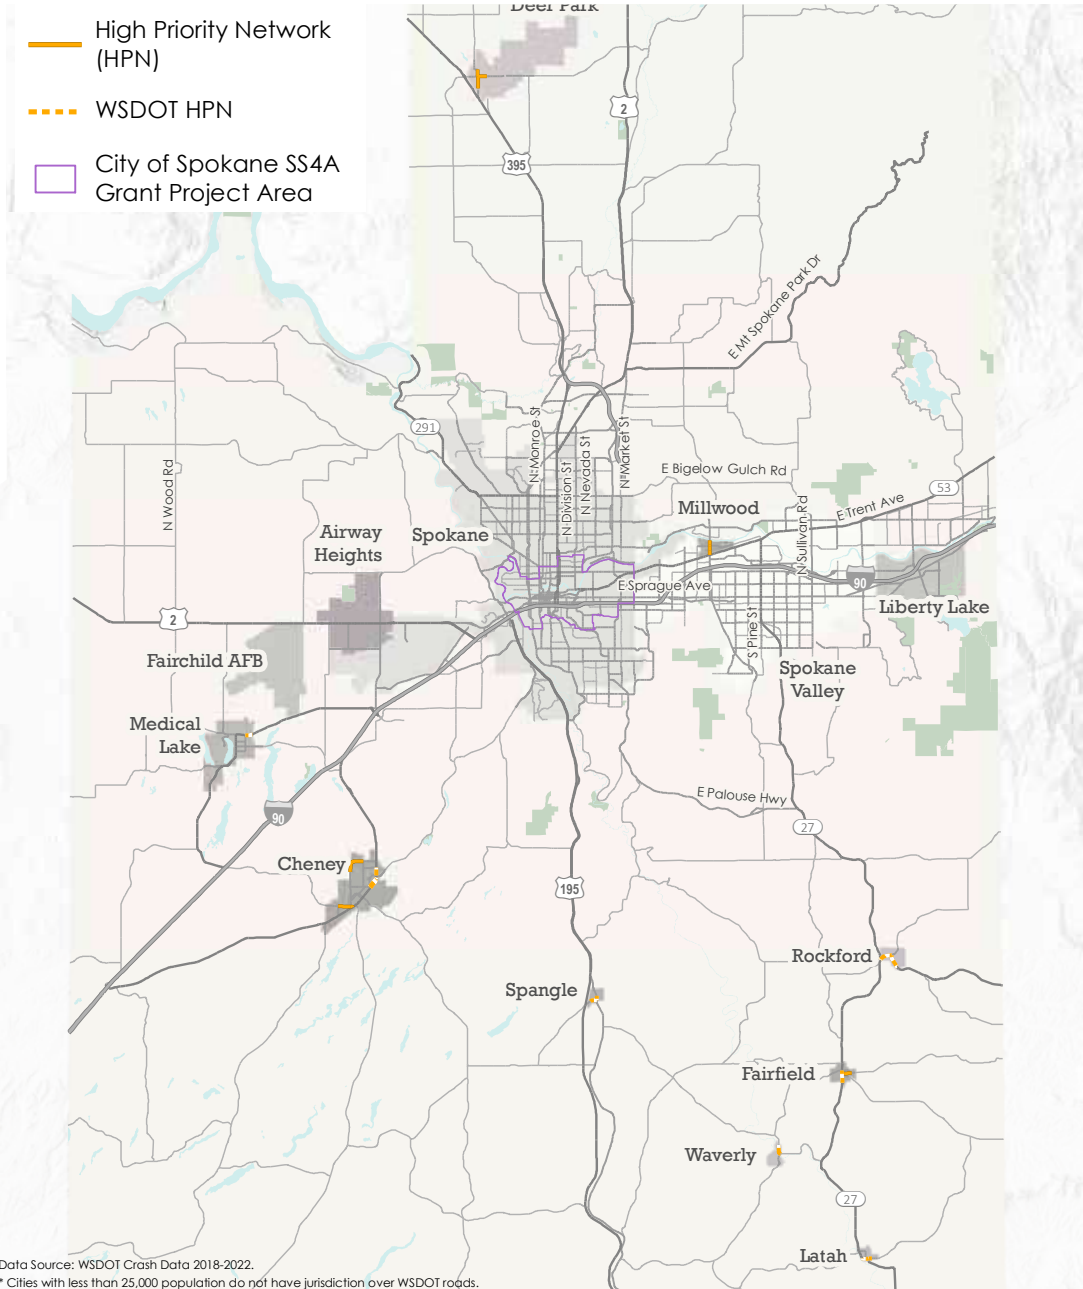 Deer Park
High Priority Network
(HPN)
WSDOT HPN
City of Spokane SS4A
Grant Project Area
2
395
E Mt Spokane Park Dr
291
N Monroe St
N Division St
N Nevada St
N Market St
E Bigelow Gulch Rd
N Wood Rd
53
E Trent Ave
Millwood
N Sullivan Rd
Airway
Heights
Spokane
E Sprague Ave
90
Liberty Lake
2
S Pine St
Fairchild AFB
Spokane
Valley
Medical
Lake
E Palouse Hwy
90
27
Cheney
195
Rockford
Spangle
Fairfield
Waverly
27
Latah
Data Source: WSDOT Crash Data 2018-2022.
* Cities with less than 25,000 population do not have jurisdiction over WSDOT roads.